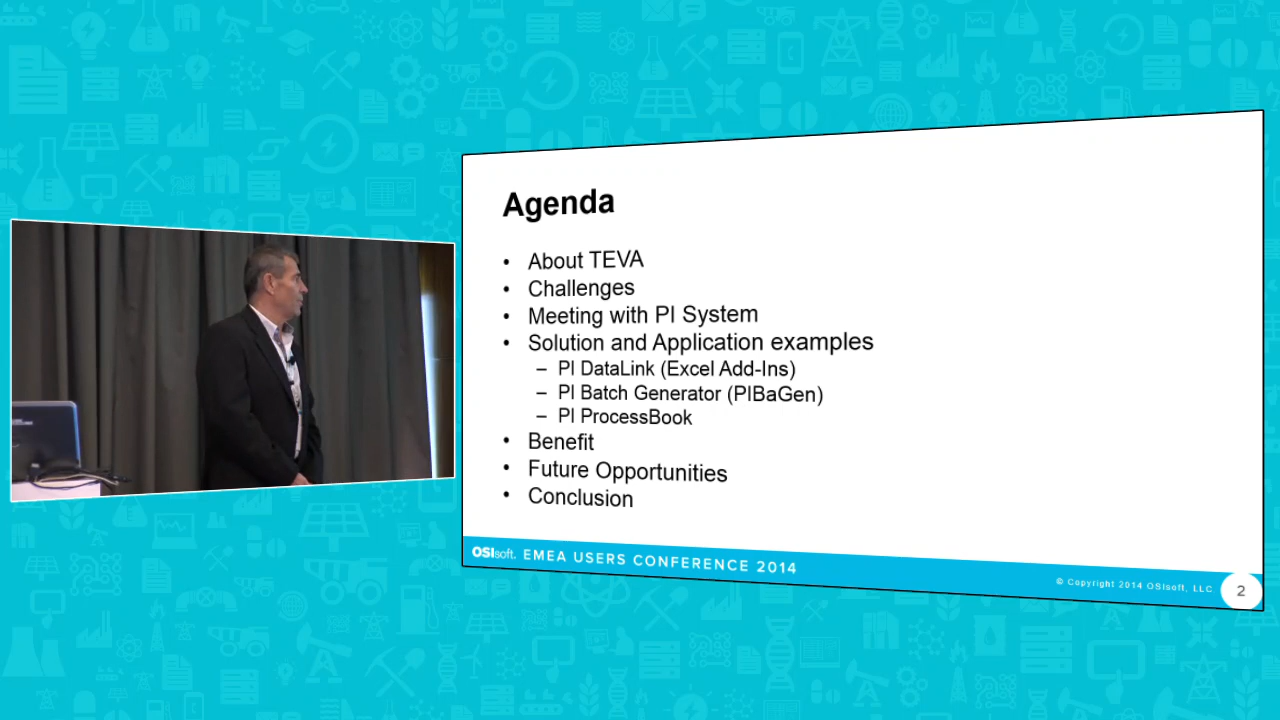 Agenda
• About TEVA
• Challenges
• Meeting with PI System
• Solution and Application examples
– PI DataLink (Excel Add-Ins)
– PI Batch Generator (PIBaGen)
– PI ProcessBook
• Benefit
• Future Opportunities
• Conclusion
OSIsoft. EMEA USERS CONFERENCE 2014
© Copyright 2014 OSIsoft, LLC.
2